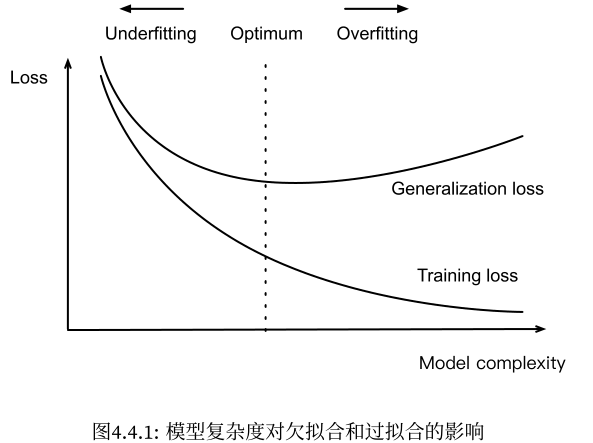 Underfitting Optimum Overfitting
Loss
Generalization loss
Training loss
Model complexity
图4.4.1: 模型复杂度对欠拟合和过拟合的影响